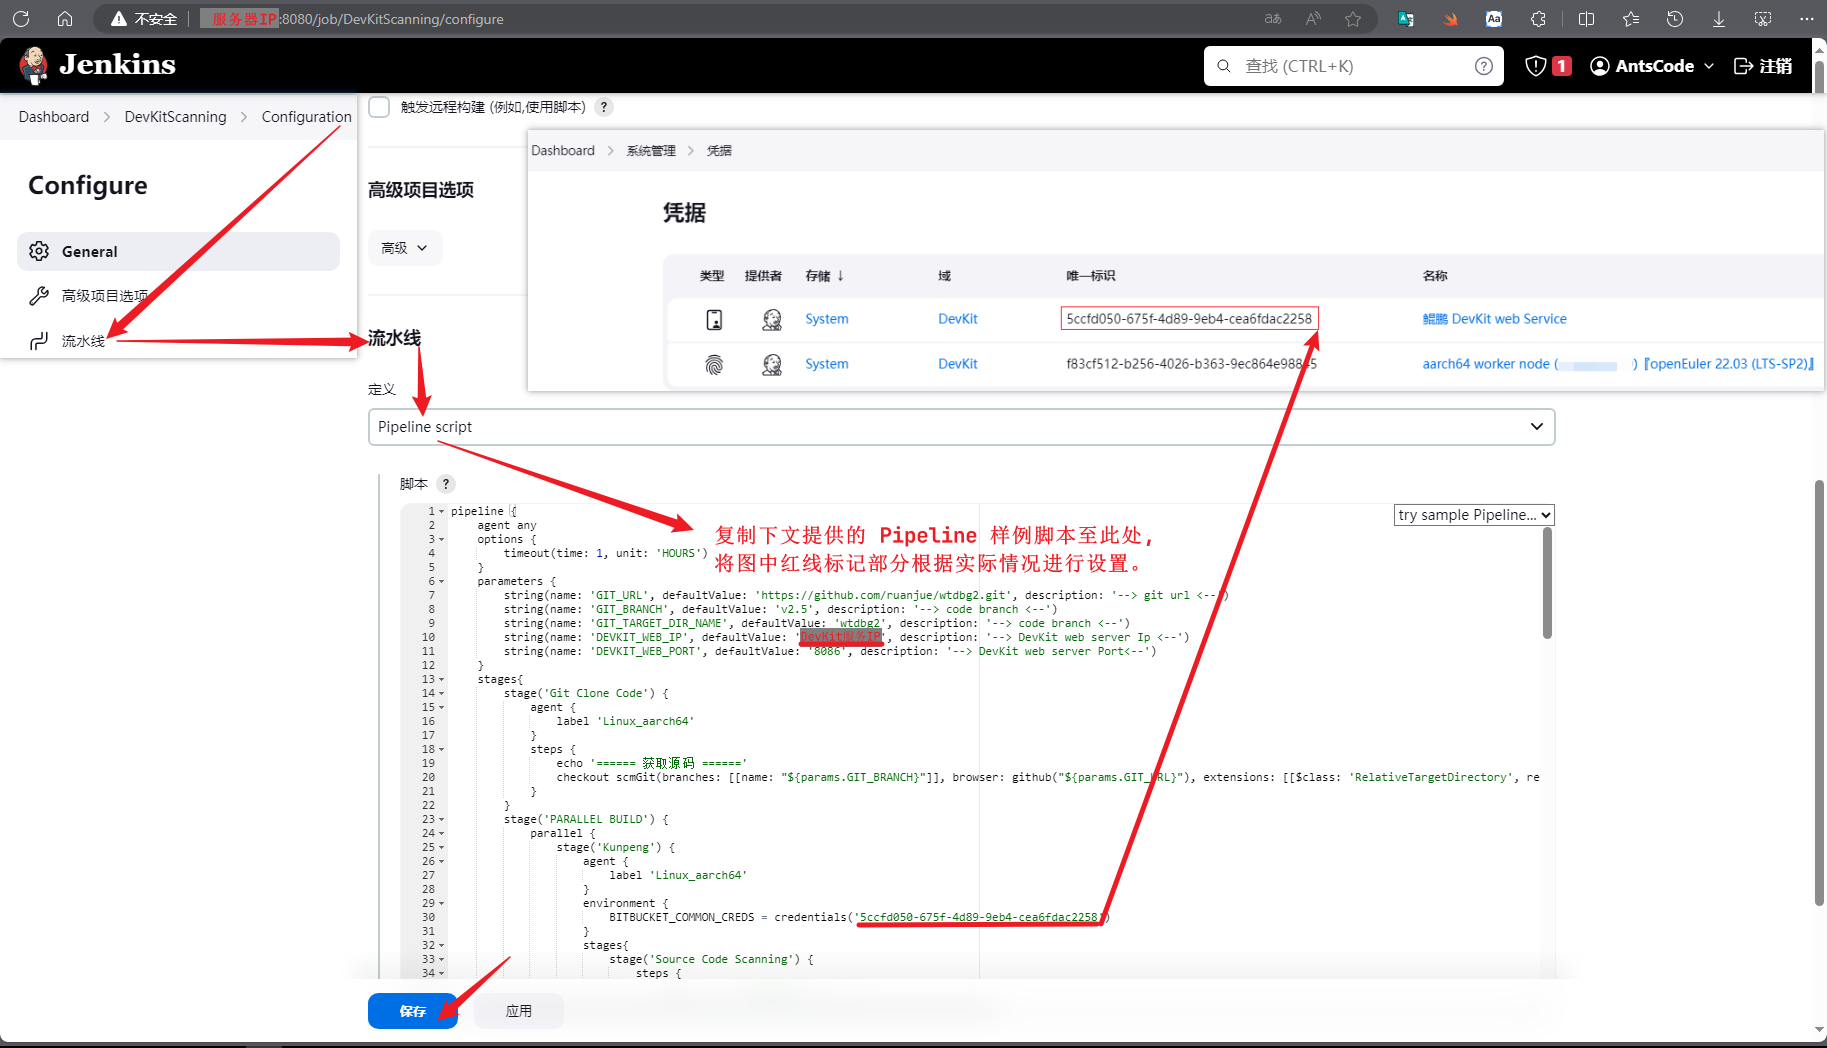 不安全 服务器IP:8080/job/DevKitScanning/configure
Jenkins
查找 (CTRL+K)
1
AntsCode
注销
Dashboard > DevKitScanning > Configuration
Configure
General
高级项目选项
流水线
触发远程构建 (例如,使用脚本) ?
高级项目选项
高级
流水线
定义
Pipeline script
Dashboard > 系统管理 > 凭据
凭据
类型 提供者 存储 ↓ 域 唯一标识 名称
System DevKit 5ccfd050-675f-4d89-9eb4-cea6fdac2258 鲲鹏 DevKit web Service
System DevKit f83cf512-b256-4026-b363-9ec864e98845 aarch64 worker node ( )『openEuler 22.03 (LTS-SP2)』
脚本 ?
try sample Pipeline...
复制下文提供的 Pipeline 样例脚本至此处,
将图中红线标记部分根据实际情况进行设置。
1 pipeline {
2 agent any
3 options {
4 timeout(time: 1, unit: 'HOURS')
5 }
6 parameters {
7 string(name: 'GIT_URL', defaultValue: 'https://github.com/ruanjue/wtdbg2.git', description: '--> git url <--')
8 string(name: 'GIT_BRANCH', defaultValue: 'v2.5', description: '--> code branch <--')
9 string(name: 'GIT_TARGET_DIR_NAME', defaultValue: 'wtdbg2', description: '--> code branch <--')
10 string(name: 'DEVKIT_WEB_IP', defaultValue: 'DevKit服务IP', description: '--> DevKit web server Ip <--')
11 string(name: 'DEVKIT_WEB_PORT', defaultValue: '8086', description: '--> DevKit web server Port<--')
12 }
13 stages{
14 stage('Git Clone Code') {
15 agent {
16 label 'Linux_aarch64'
17 }
18 steps {
19 echo '====== 获取源码 ======'
20 checkout scmGit(branches: [[name: "${params.GIT_BRANCH}"]], browser: github("${params.GIT_URL}"), extensions: [[$class: 'RelativeTargetDirectory', re
21 }
22 }
23 stage('PARALLEL BUILD') {
24 parallel {
25 stage('Kunpeng') {
26 agent {
27 label 'Linux_aarch64'
28 }
29 environment {
30 BITBUCKET_COMMON_CREDS = credentials('5ccfd050-675f-4d89-9eb4-cea6fdac2258')
31 }
32 stages{
33 stage('Source Code Scanning') {
34 steps {
保存
应用